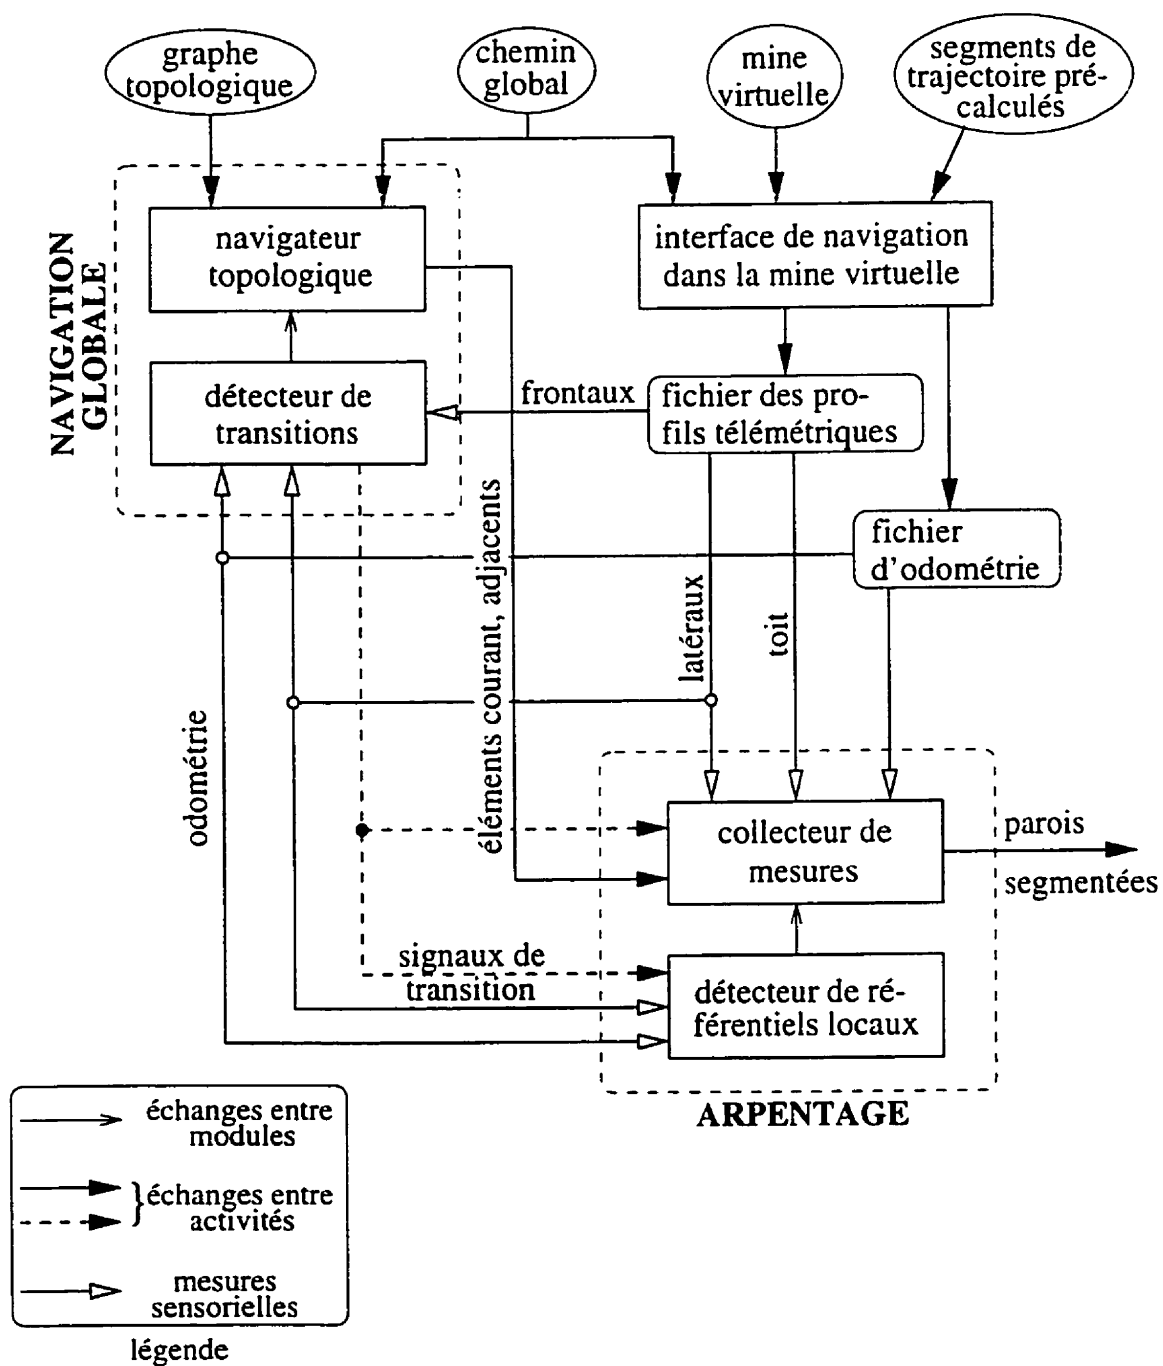 graphe
topologique
chemin
global
mine
virtuelle
segments de
trajectoire pré-
calculés
NAVIGATION
GLOBALE
navigateur
topologique
interface de navigation
dans la mine virtuelle
détecteur de
transitions
frontaux
fichier des pro-
fils télémétriques
fichier
d'odométrie
éléments courant, adjacents
latéraux
toit
odométrie
collecteur de
mesures
parois
segmentées
signaux de
transition
détecteur de ré-
férentiels locaux
ARPENTAGE
échanges entre
modules
échanges entre
activités
mesures
sensorielles
légende